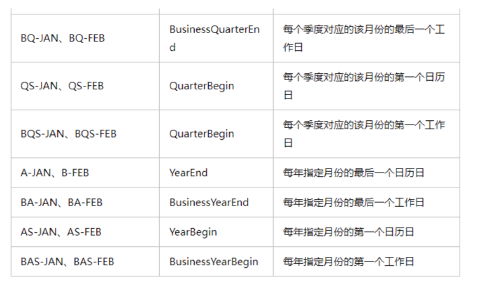 BQ-JAN、BQ-FEB
BusinessQuarterEn
d
每个季度对应的该月份的最后一个工
作日
QS-JAN、QS-FEB
QuarterBegin
每个季度对应的该月份的第一个日历
日
BQS-JAN、BQS-FEB
QuarterBegin
每个季度对应的该月份的第一个工作
日
A-JAN、B-FEB
YearEnd
每年指定月份的最后一个日历日
BA-JAN、BA-FEB
BusinessYearEnd
每年指定月份的最后一个工作日
AS-JAN、AS-FEB
YearBegin
每年指定月份的第一个日历日
BAS-JAN、BAS-FEB
BusinessYearBegin
每年指定月份的第一个工作日